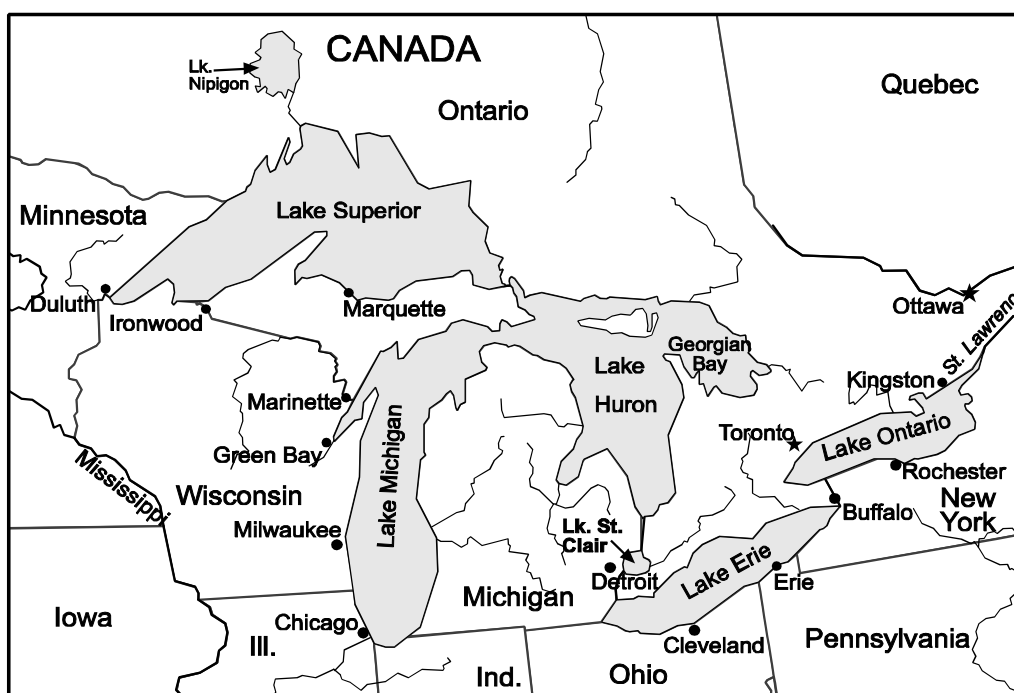 CANADA
Lk.
Nipigon
Ontario
Quebec
Minnesota
Lake Superior
Duluth
Ironwood
Marquette
Ottawa
St. Lawrenc
Georgian
Bay
Lake
Huron
Kingston
Marinette
Green Bay
Lake Michigan
Toronto
Lake Ontario
Rochester
Mississippi
Wisconsin
New
York
Buffalo
Milwaukee
Lk. St.
Clair
Detroit
Lake Erie
Erie
Michigan
Iowa
Chicago
Ill.
Cleveland
Pennsylvania
Ind.
Ohio